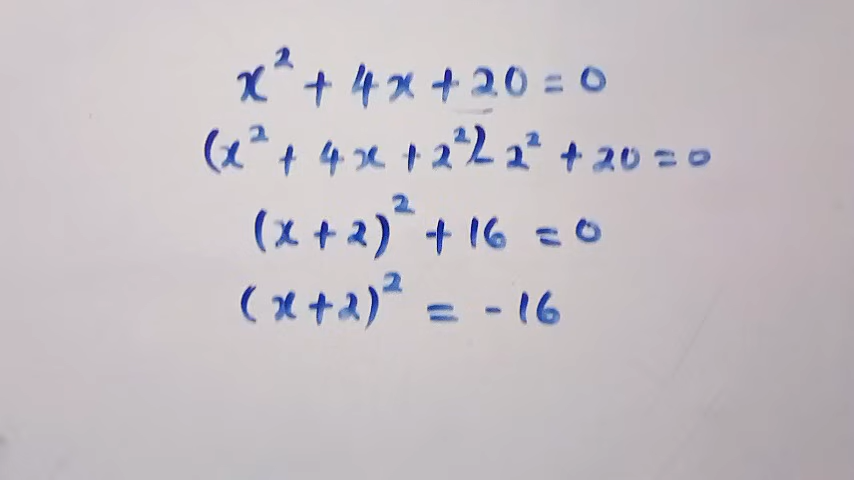 x² + 4x + 20 = 0
(x² + 4x + 2²) - 2² + 20 = 0
(x + 2)² + 16 = 0
(x + 2)² = -16